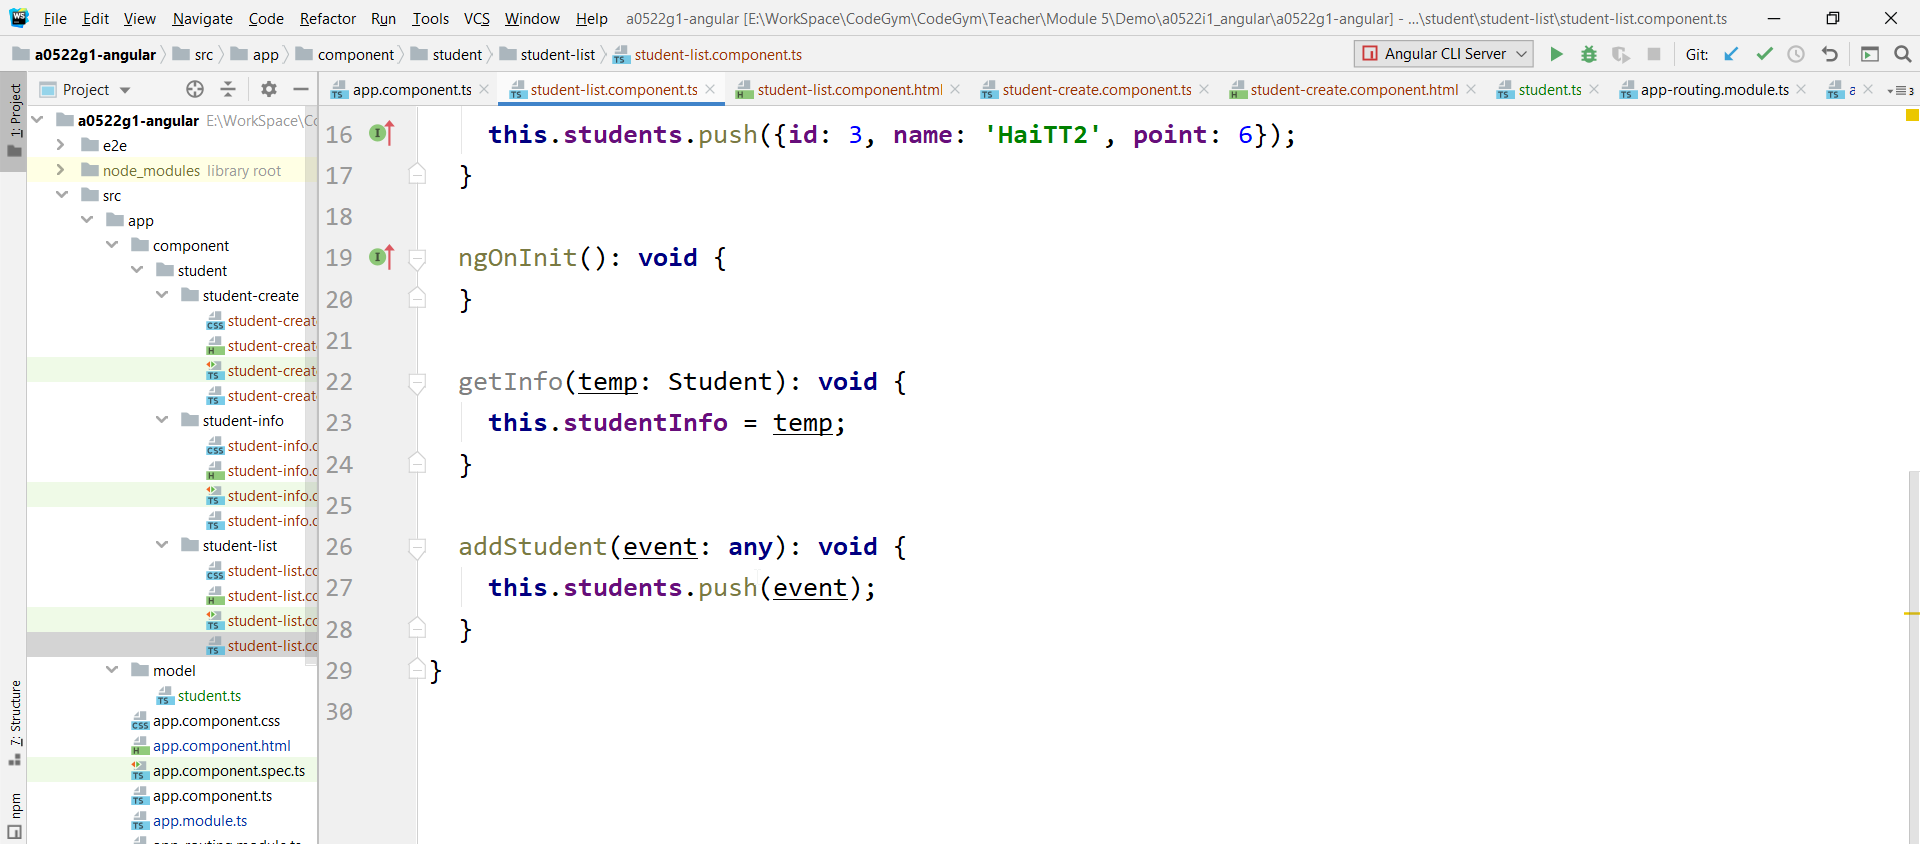 File Edit View Navigate Code Refactor Run Tools VCS Window Help a0522g1-angular [E:\WorkSpace\CodeGym\CodeGym\Teacher\Module 5\Demo\a0522i1_angular\a0522g1-angular] - ...\student\student-list\student-list.component.ts
a0522g1-angular src app component student student-list student-list.component.ts Angular CLI Server Git:
Project app.component.ts student-list.component.ts student-list.component.html student-create.component.ts student-create.component.html student.ts app-routing.module.ts a 3
1: Project
7: Structure
npm
a0522g1-angular E:\WorkSpace\Cc
e2e
node_modules library root
src
app
component
student
student-create
student-creat
student-creat
student-creat
student-creat
student-info
student-info.c
student-info.c
student-info.c
student-info.c
student-list
student-list.cc
student-list.cc
student-list.cc
student-list.cc
model
student.ts
app.component.css
app.component.html
app.component.spec.ts
app.component.ts
app.module.ts
16 this.students.push({id: 3, name: 'HaiTT2', point: 6});
17 }
18
19 ngOnInit(): void {
20 }
21
22 getInfo(temp: Student): void {
23 this.studentInfo = temp;
24 }
25
26 addStudent(event: any): void {
27 this.students.push(event);
28 }
29 }
30